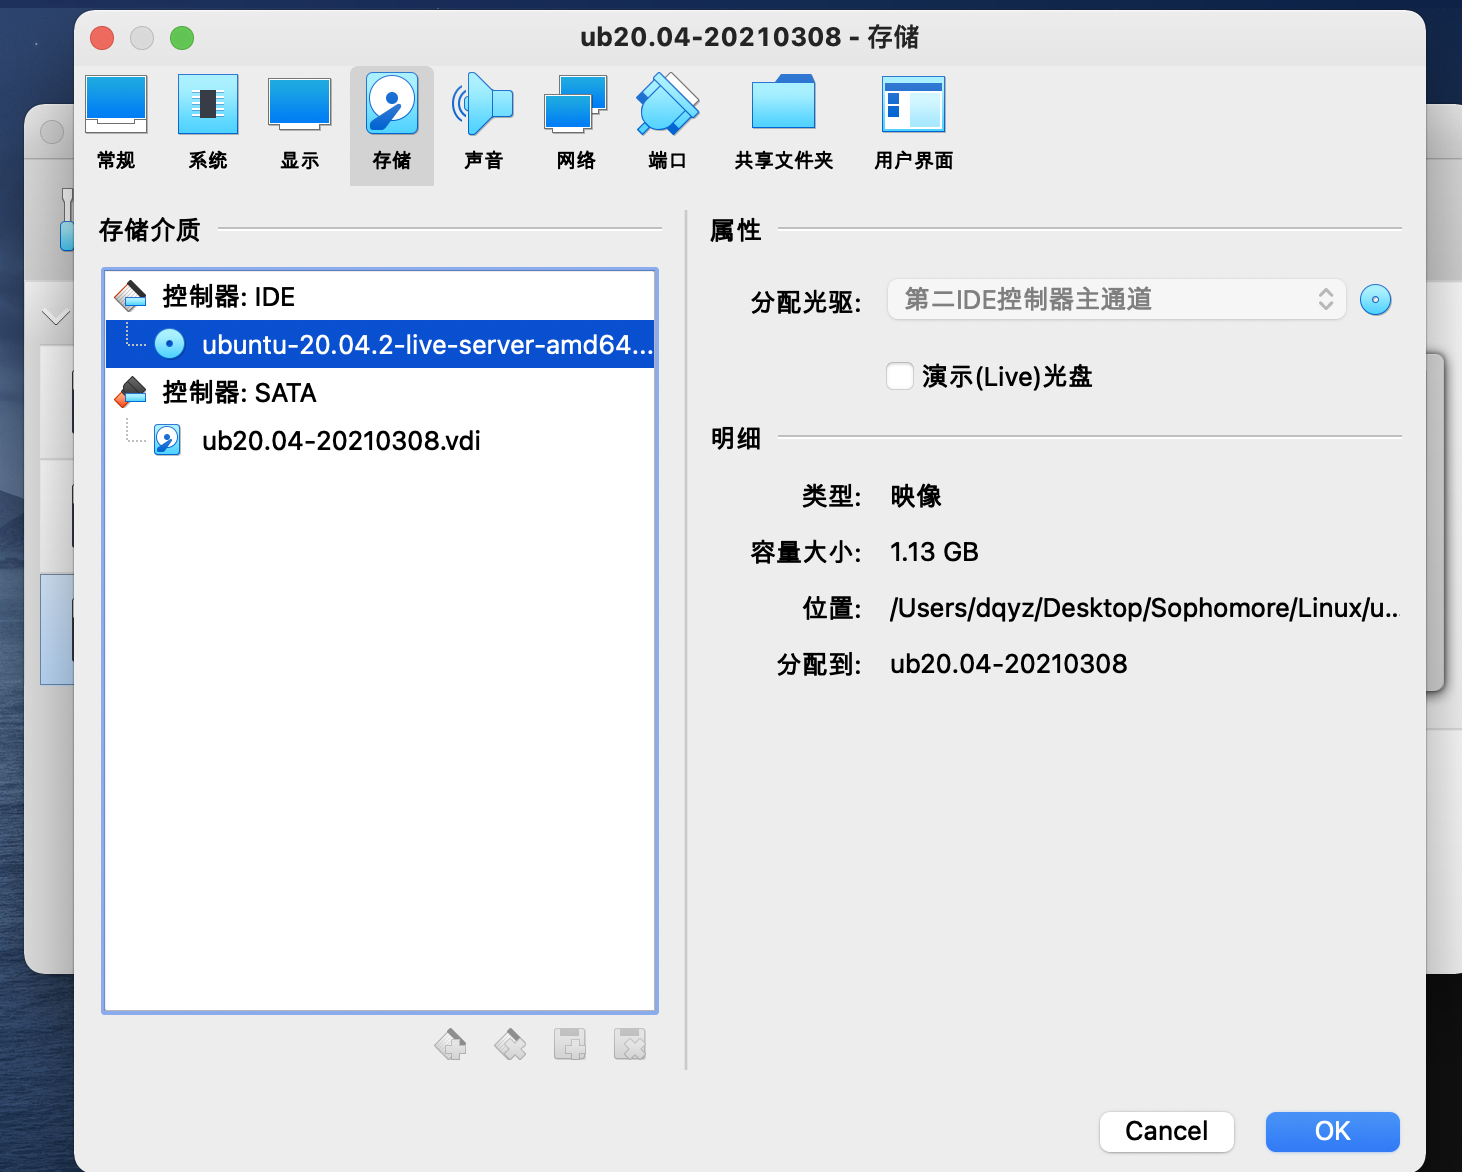 ub20.04-20210308 - 存储
常规 系统 显示 存储 声音 网络 端口 共享文件夹 用户界面
存储介质
控制器: IDE
ubuntu-20.04.2-live-server-amd64...
控制器: SATA
ub20.04-20210308.vdi
属性
分配光驱: 第二IDE控制器主通道
演示(Live)光盘
明细
类型: 映像
容量大小: 1.13 GB
位置: /Users/dqyz/Desktop/Sophomore/Linux/u...
分配到: ub20.04-20210308
Cancel OK